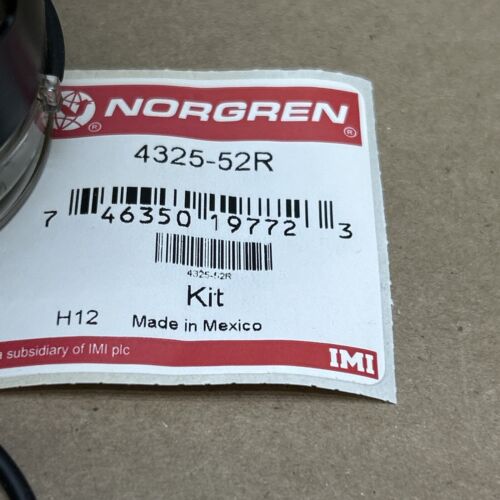 NORGREN®
®
4325-52R
7 46350 19772 3
4325-52R
Kit
H12 Made in Mexico
a subsidiary of IMI plc
IMI